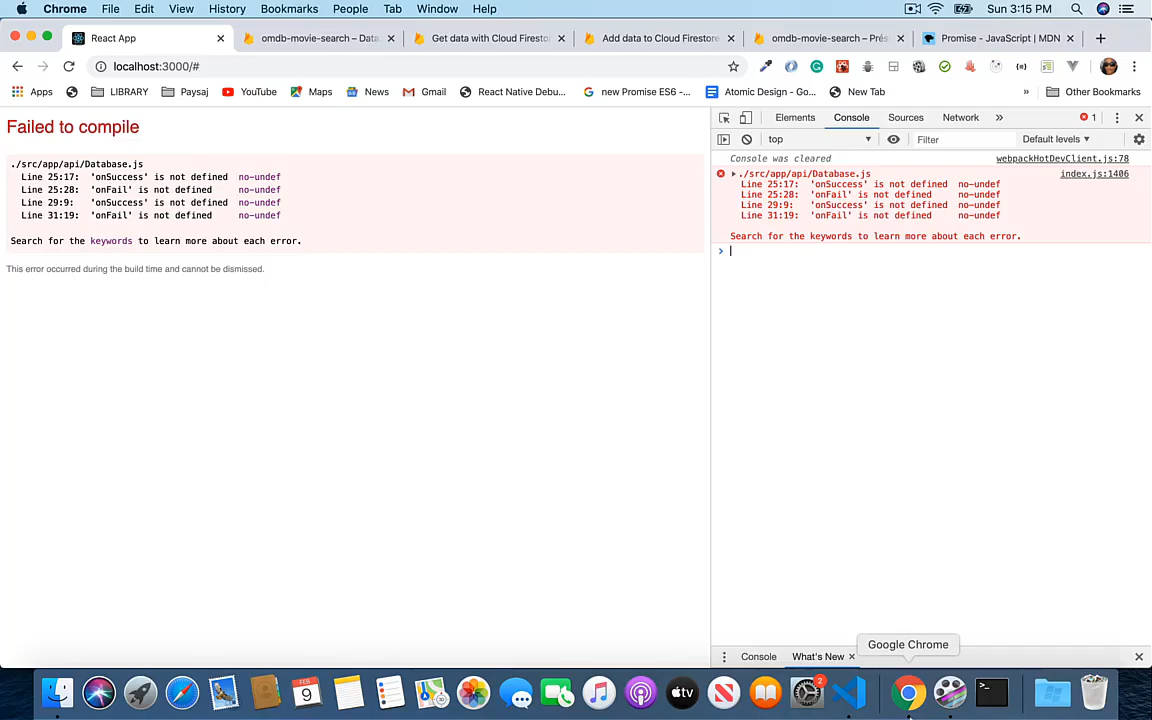 Chrome File Edit View History Bookmarks People Tab Window Help Sun 3:15 PM
React App omdb-movie-search – Data Get data with Cloud Firesto Add data to Cloud Firestore omdb-movie-search – Prés Promise - JavaScript | MDN
localhost:3000/#
Apps LIBRARY Paysaj YouTube Maps News Gmail React Native Debu... new Promise ES6 -... Atomic Design - Go... New Tab » Other Bookmarks
Failed to compile
./src/app/api/Database.js
Line 25:17: 'onSuccess' is not defined no-undef
Line 25:28: 'onFail' is not defined no-undef
Line 29:9: 'onSuccess' is not defined no-undef
Line 31:19: 'onFail' is not defined no-undef
Search for the keywords to learn more about each error.
This error occurred during the build time and cannot be dismissed.
Elements Console Sources Network » 1
top Filter Default levels
Console was cleared webpackHotDevClient.js:78
./src/app/api/Database.js index.js:1406
Line 25:17: 'onSuccess' is not defined no-undef
Line 25:28: 'onFail' is not defined no-undef
Line 29:9: 'onSuccess' is not defined no-undef
Line 31:19: 'onFail' is not defined no-undef
Search for the keywords to learn more about each error.
Google Chrome
Console What's New
FEB
9
tv
2
>_